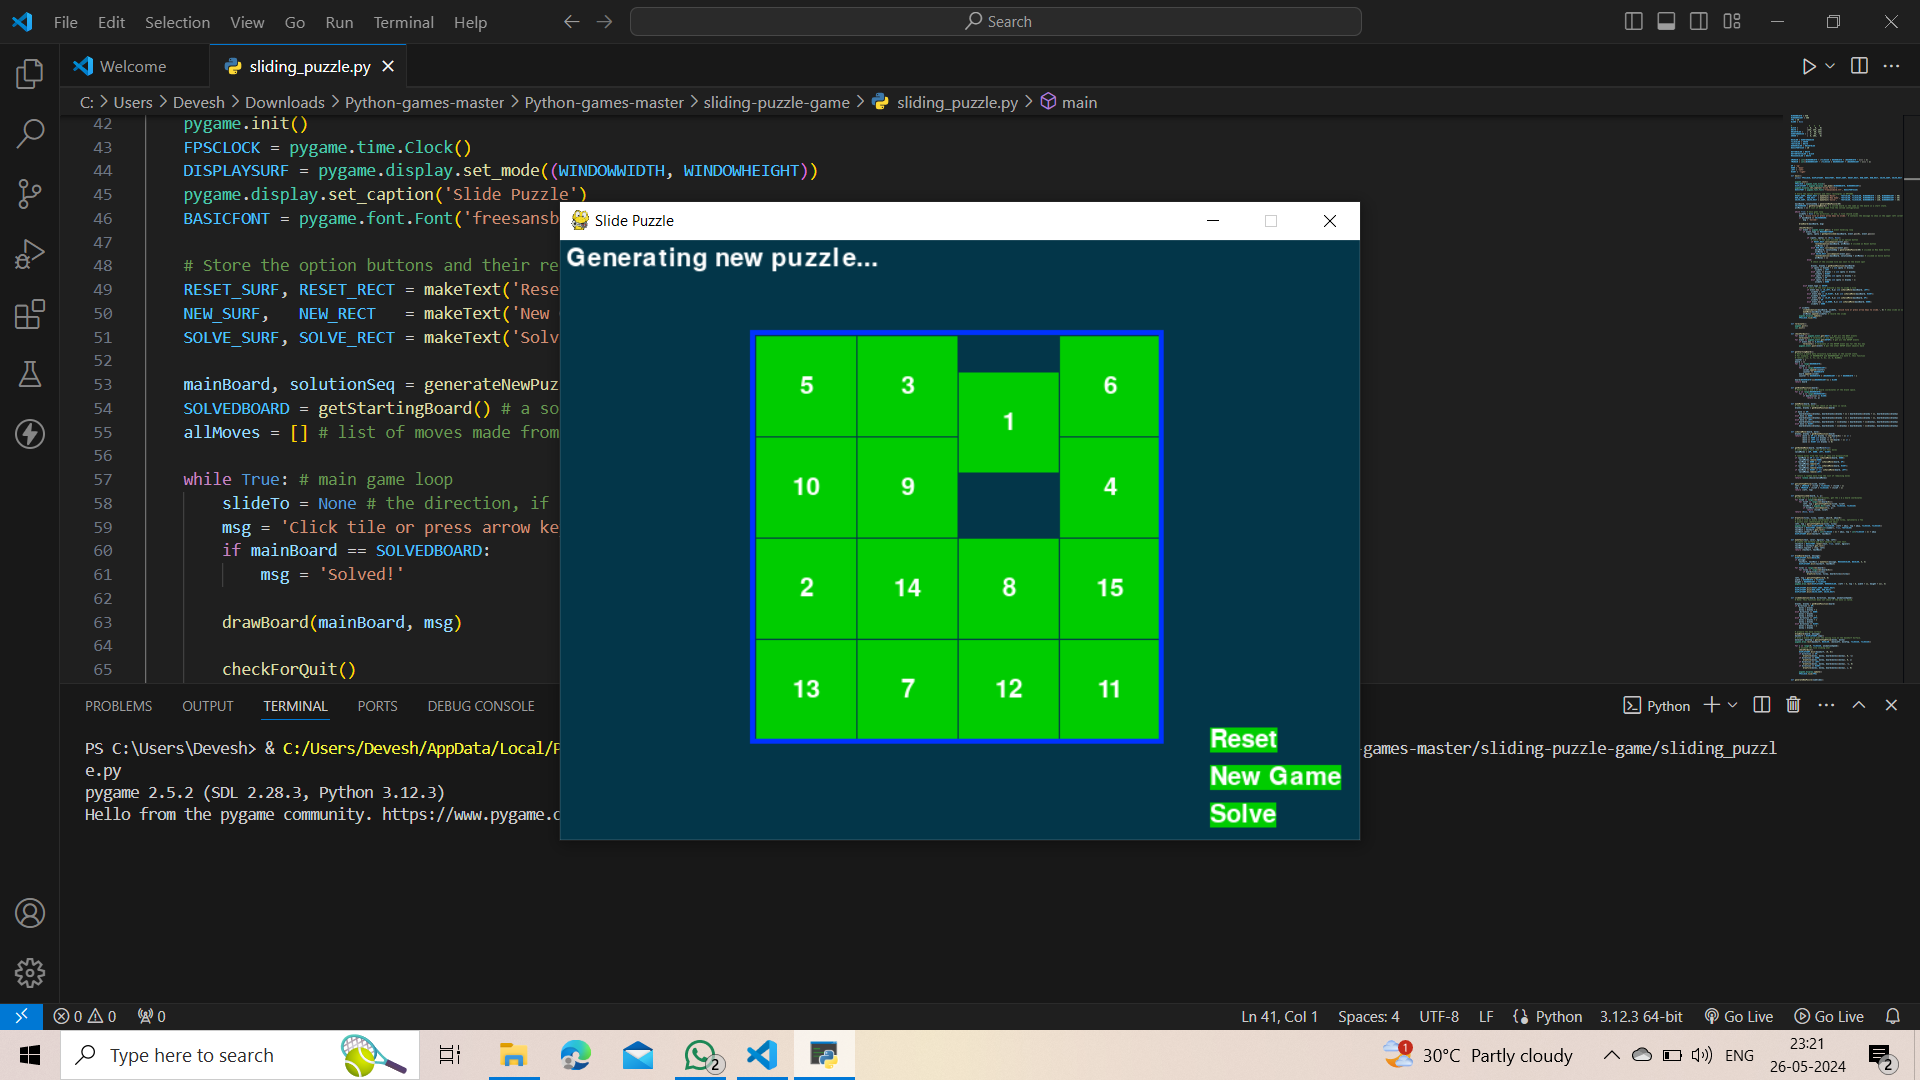 File Edit Selection View Go Run Terminal Help
Search
Welcome
sliding_puzzle.py
C: > Users > Devesh > Downloads > Python-games-master > Python-games-master > sliding-puzzle-game > sliding_puzzle.py > main
42 pygame.init()
43 FPSCLOCK = pygame.time.Clock()
44 DISPLAYSURF = pygame.display.set_mode((WINDOWWIDTH, WINDOWHEIGHT))
45 pygame.display.set_caption('Slide Puzzle')
46 BASICFONT = pygame.font.Font('freesansb
47
48 # Store the option buttons and their re
49 RESET_SURF, RESET_RECT = makeText('Rese
50 NEW_SURF, NEW_RECT = makeText('New
51 SOLVE_SURF, SOLVE_RECT = makeText('Solv
52
53 mainBoard, solutionSeq = generateNewPuz
54 SOLVEDBOARD = getStartingBoard() # a so
55 allMoves = [] # list of moves made from
56
57 while True: # main game loop
58 slideTo = None # the direction, if
59 msg = 'Click tile or press arrow ke
60 if mainBoard == SOLVEDBOARD:
61 msg = 'Solved!'
62
63 drawBoard(mainBoard, msg)
64
65 checkForQuit()
Slide Puzzle
Generating new puzzle...
5 3 6
1
10 9 4
2 14 8 15
13 7 12 11
Reset
New Game
Solve
PROBLEMS OUTPUT TERMINAL PORTS DEBUG CONSOLE
Python
PS C:\Users\Devesh> & C:/Users/Devesh/AppData/Local/P
-games-master/sliding-puzzle-game/sliding_puzzl
e.py
pygame 2.5.2 (SDL 2.28.3, Python 3.12.3)
Hello from the pygame community. https://www.pygame.c
0 0 0
Ln 41, Col 1 Spaces: 4 UTF-8 LF Python 3.12.3 64-bit Go Live Go Live
Type here to search
2
1
30°C Partly cloudy
ENG
23:21
26-05-2024
2